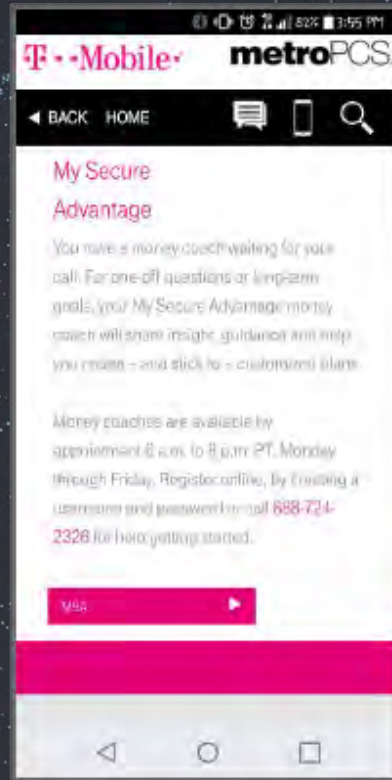 82% 3:55 PM
T··Mobile· metroPCS.
BACK HOME
My Secure
Advantage
You have a money coach waiting for your
call. For one-off questions or long-term
goals, your My Secure Advantage money
coach will share insight, guidance and help
you create – and stick to – customized plans.
Money coaches are available by
appointment 6 a.m. to 8 p.m. PT, Monday
through Friday. Register online, by creating a
username and password or call 888-724-
2326 for help getting started.
MSA